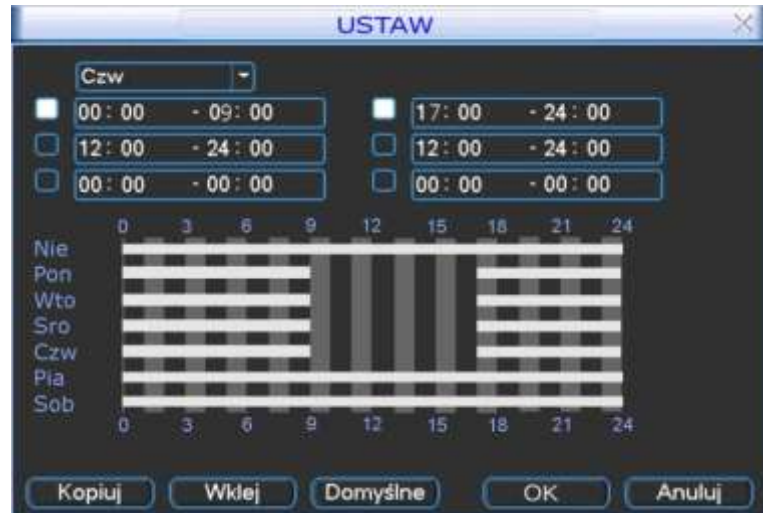 USTAW
Czw
00: 00 - 09: 00 17: 00 - 24: 00
12: 00 - 24: 00 12: 00 - 24: 00
00: 00 - 00: 00 00: 00 - 00: 00
0 3 6 9 12 15 18 21 24
Nie
Pon
Wto
Sro
Czw
Pia
Sob
0 3 6 9 12 15 18 21 24
Kopiuj Wklej Domyślne OK Anuluj